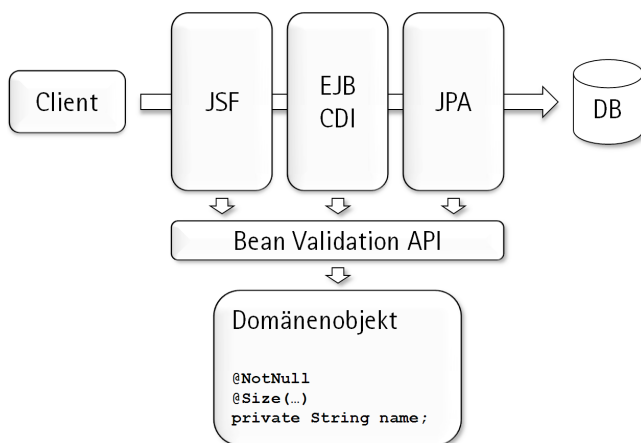 Client
JSF
EJB
CDI
JPA
DB
Bean Validation API
Domänenobjekt
@NotNull
@Size(…)
private String name;